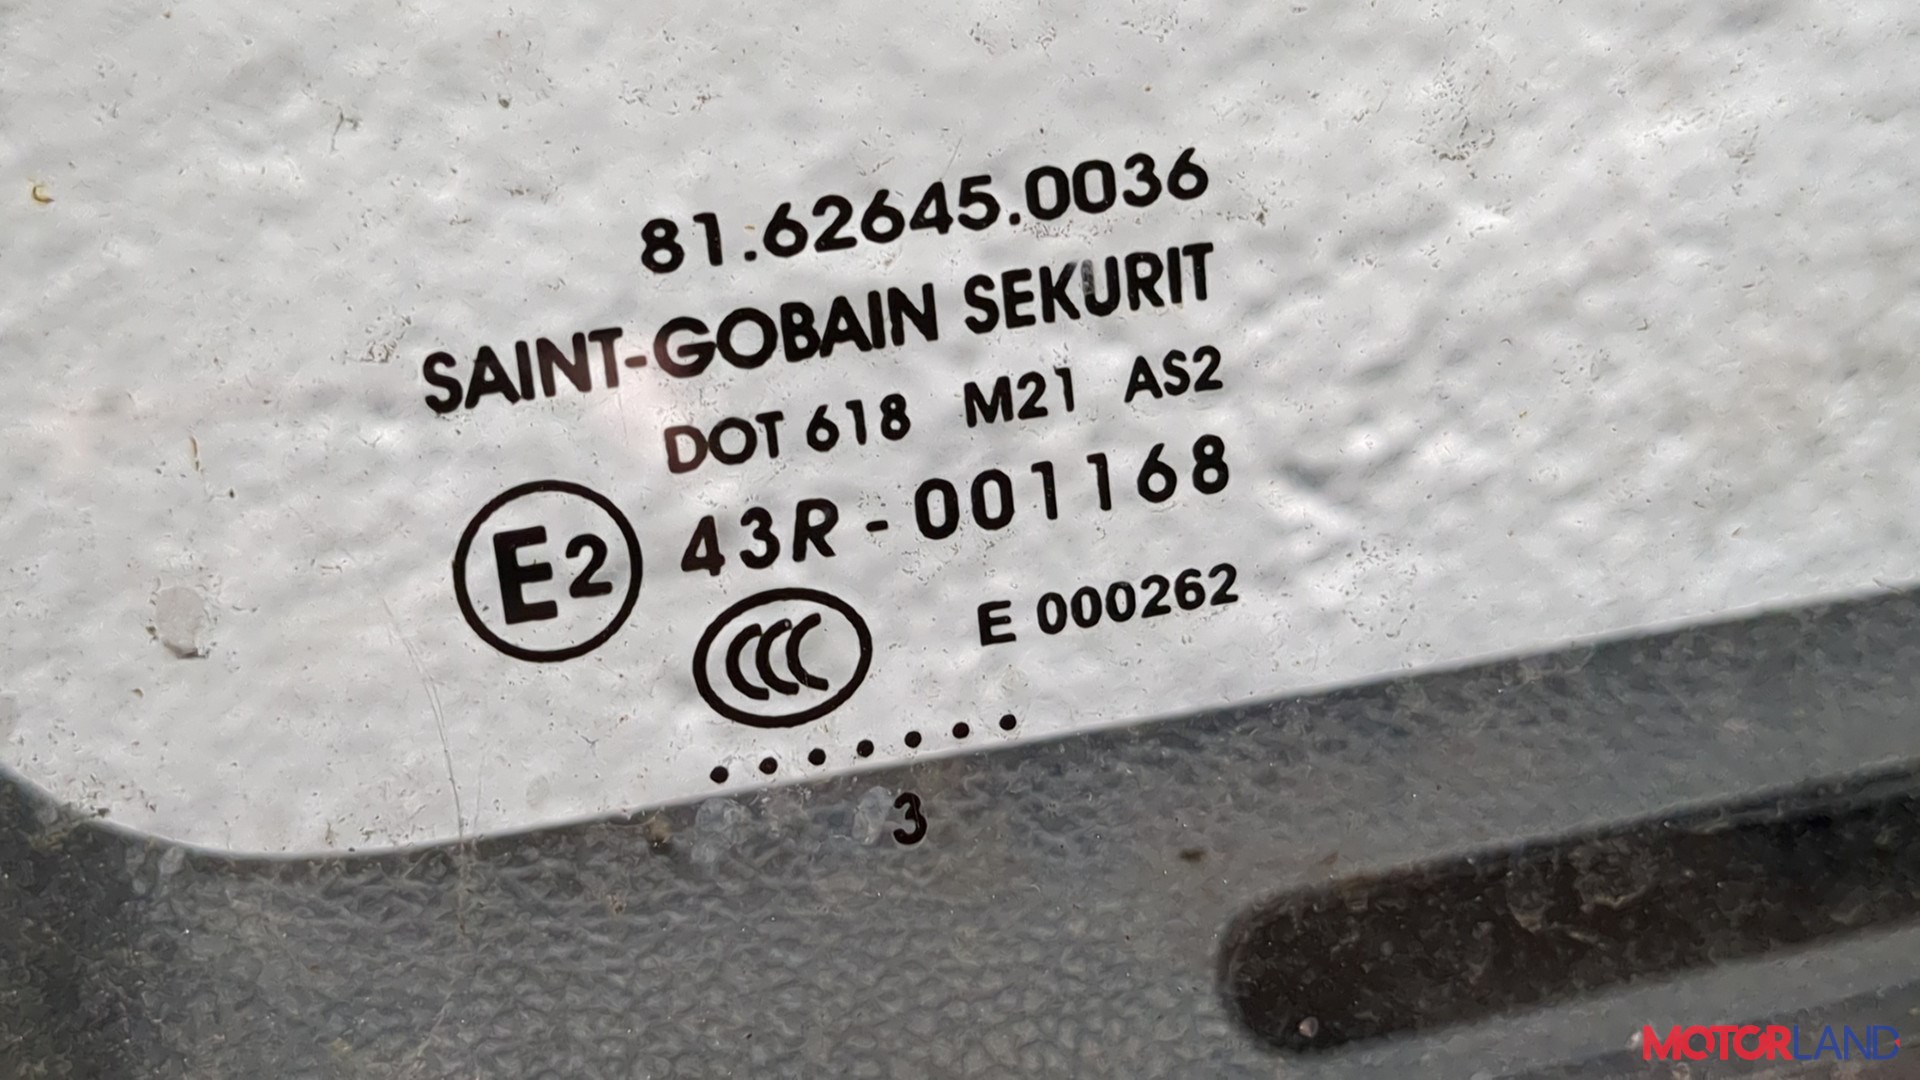 81.62645.0036
SAINT-GOBAIN SEKURIT
DOT 618 M21 AS2
E2 43R-001168
CCC E 000262
.......
3
MOTORLAND